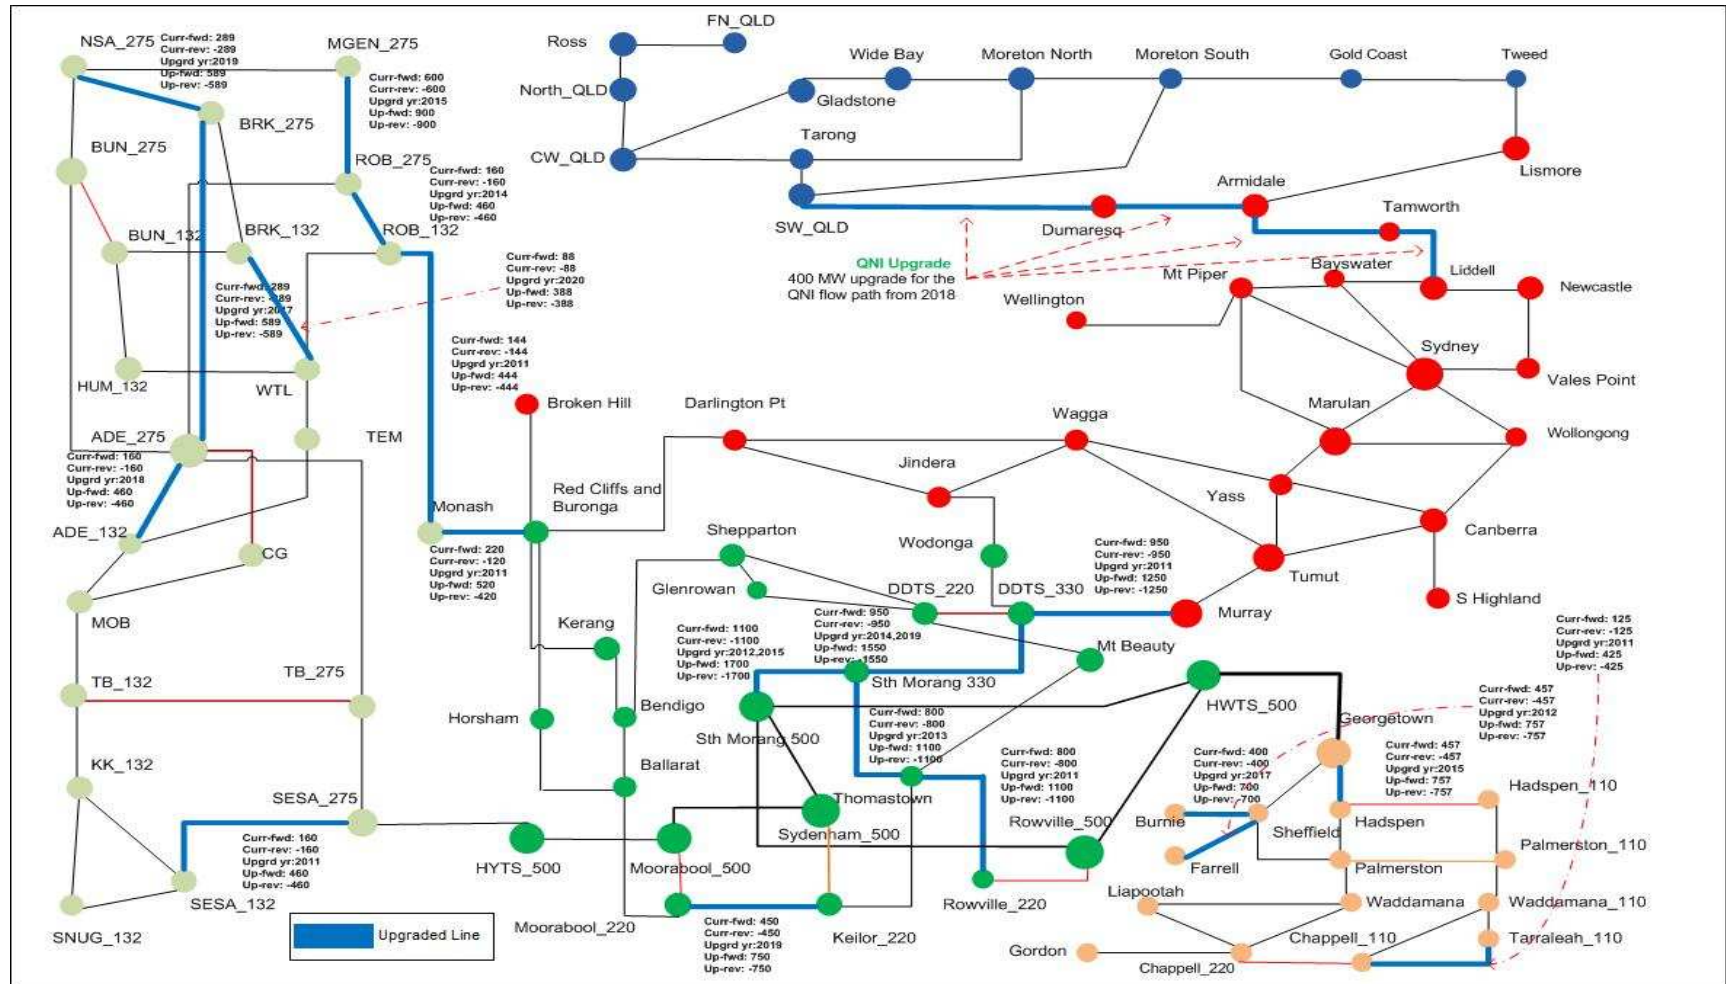 FN_QLD
NSA_275
Curr-fwd: 289
Curr-rev: -289
Upgrd yr:2019
Up-fwd: 589
Up-rev: -589
MGEN_275
Ross
Curr-fwd: 600
Curr-rev: -600
Upgrd yr:2015
Up-fwd: 900
Up-rev: -900
Wide Bay
Moreton North
Moreton South
Gold Coast
Tweed
North_QLD
Gladstone
BRK_275
BUN_275
Tarong
ROB_275
CW_QLD
Curr-fwd: 160
Curr-rev: -160
Upgrd yr:2014
Up-fwd: 460
Up-rev: -460
Lismore
Armidale
Tamworth
BUN_132
BRK_132
ROB_132
SW_QLD
Dumaresq
QNI Upgrade
400 MW upgrade for the
QNI flow path from 2018
Curr-fwd: 88
Curr-rev: -88
Upgrd yr:2020
Up-fwd: 388
Up-rev: -388
Mt Piper
Bayswater
Liddell
Newcastle
Wellington
Curr-fwd: 289
Curr-rev: -289
Upgrd yr:2017
Up-fwd: 589
Up-rev: -589
Curr-fwd: 144
Curr-rev: -144
Upgrd yr:2011
Up-fwd: 444
Up-rev: -444
Sydney
HUM_132
WTL
Vales Point
Broken Hill
Darlington Pt
Wagga
Marulan
Wollongong
ADE_275
TEM
Curr-fwd: 160
Curr-rev: -160
Upgrd yr:2018
Up-fwd: 460
Up-rev: -460
Jindera
Yass
Red Cliffs and
Buronga
Monash
Canberra
ADE_132
CG
Shepparton
Wodonga
Curr-fwd: 950
Curr-rev: -950
Upgrd yr:2011
Up-fwd: 1250
Up-rev: -1250
Curr-fwd: 220
Curr-rev: -120
Upgrd yr:2011
Up-fwd: 520
Up-rev: -420
Tumut
Glenrowan
DDTS_220
DDTS_330
S Highland
MOB
Murray
Kerang
Curr-fwd: 1100
Curr-rev: -1100
Upgrd yr:2012,2015
Up-fwd: 1700
Up-rev: -1700
Curr-fwd: 950
Curr-rev: -950
Upgrd yr:2014,2019
Up-fwd: 1550
Up-rev: -1550
Mt Beauty
Curr-fwd: 125
Curr-rev: -125
Upgrd yr:2011
Up-fwd: 425
Up-rev: -425
TB_132
TB_275
Sth Morang 330
Curr-fwd: 457
Curr-rev: -457
Upgrd yr:2012
Up-fwd: 757
Up-rev: -757
Horsham
Bendigo
HWTS_500
Georgetown
Sth Morang 500
Curr-fwd: 800
Curr-rev: -800
Upgrd yr:2013
Up-fwd: 1100
Up-rev: -1100
Curr-fwd: 800
Curr-rev: -800
Upgrd yr:2011
Up-fwd: 1100
Up-rev: -1100
Curr-fwd: 400
Curr-rev: -400
Upgrd yr:2017
Up-fwd: 700
Up-rev: -700
Curr-fwd: 457
Curr-rev: -457
Upgrd yr:2015
Up-fwd: 757
Up-rev: -757
KK_132
Ballarat
SESA_275
Thomastown
Hadspen_110
Sydenham_500
Rowville_500
Burnie
Sheffield
Hadspen
Curr-fwd: 160
Curr-rev: -160
Upgrd yr:2011
Up-fwd: 460
Up-rev: -460
HYTS_500
Moorabool_500
Farrell
Palmerston
Palmerston_110
SESA_132
Rowville_220
Liapootah
Waddamana
Waddamana_110
SNUG_132
Upgraded Line
Moorabool_220
Curr-fwd: 450
Curr-rev: -450
Upgrd yr:2019
Up-fwd: 750
Up-rev: -750
Keilor_220
Gordon
Chappell_110
Tarraleah_110
Chappell_220